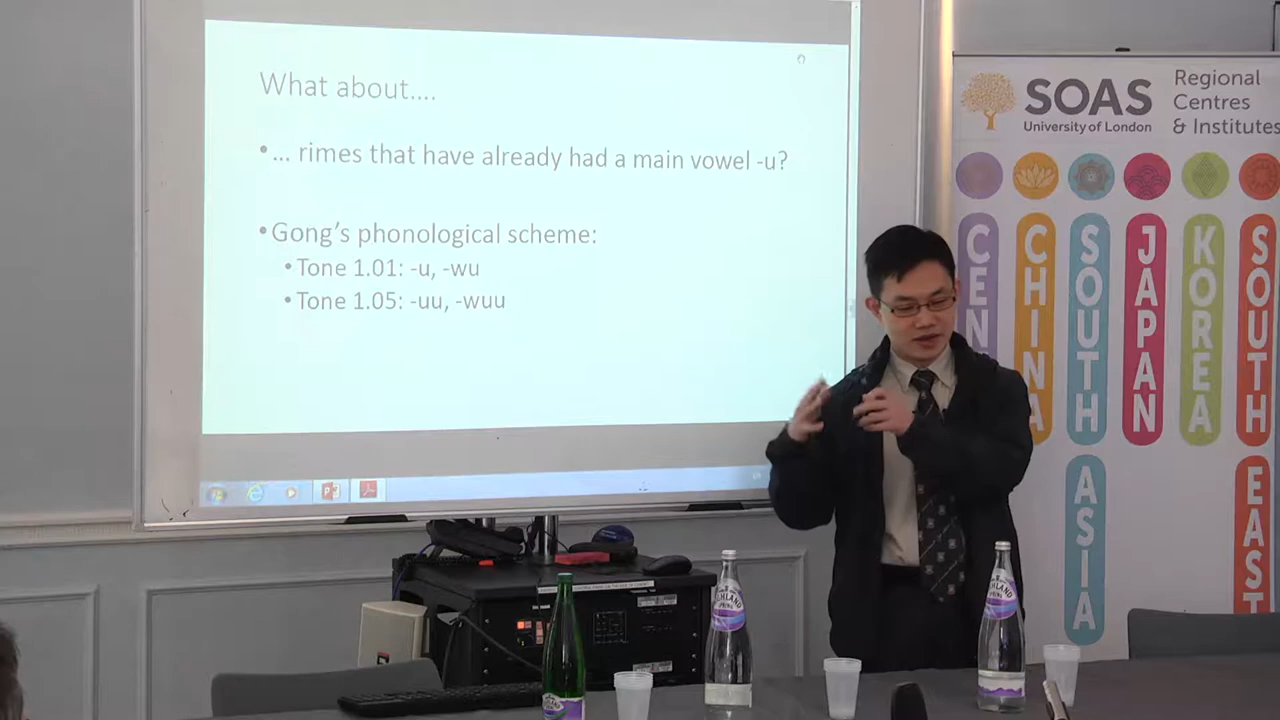 What about....
• ... rimes that have already had a main vowel -u?
• Gong's phonological scheme:
• Tone 1.01: -u, -wu
• Tone 1.05: -uu, -wuu
SOAS
University of London
Regional
Centres
& Institutes
CEN
CHINA
SOUTH
ASIA
JAPAN
KOREA
SOUTH
EAST